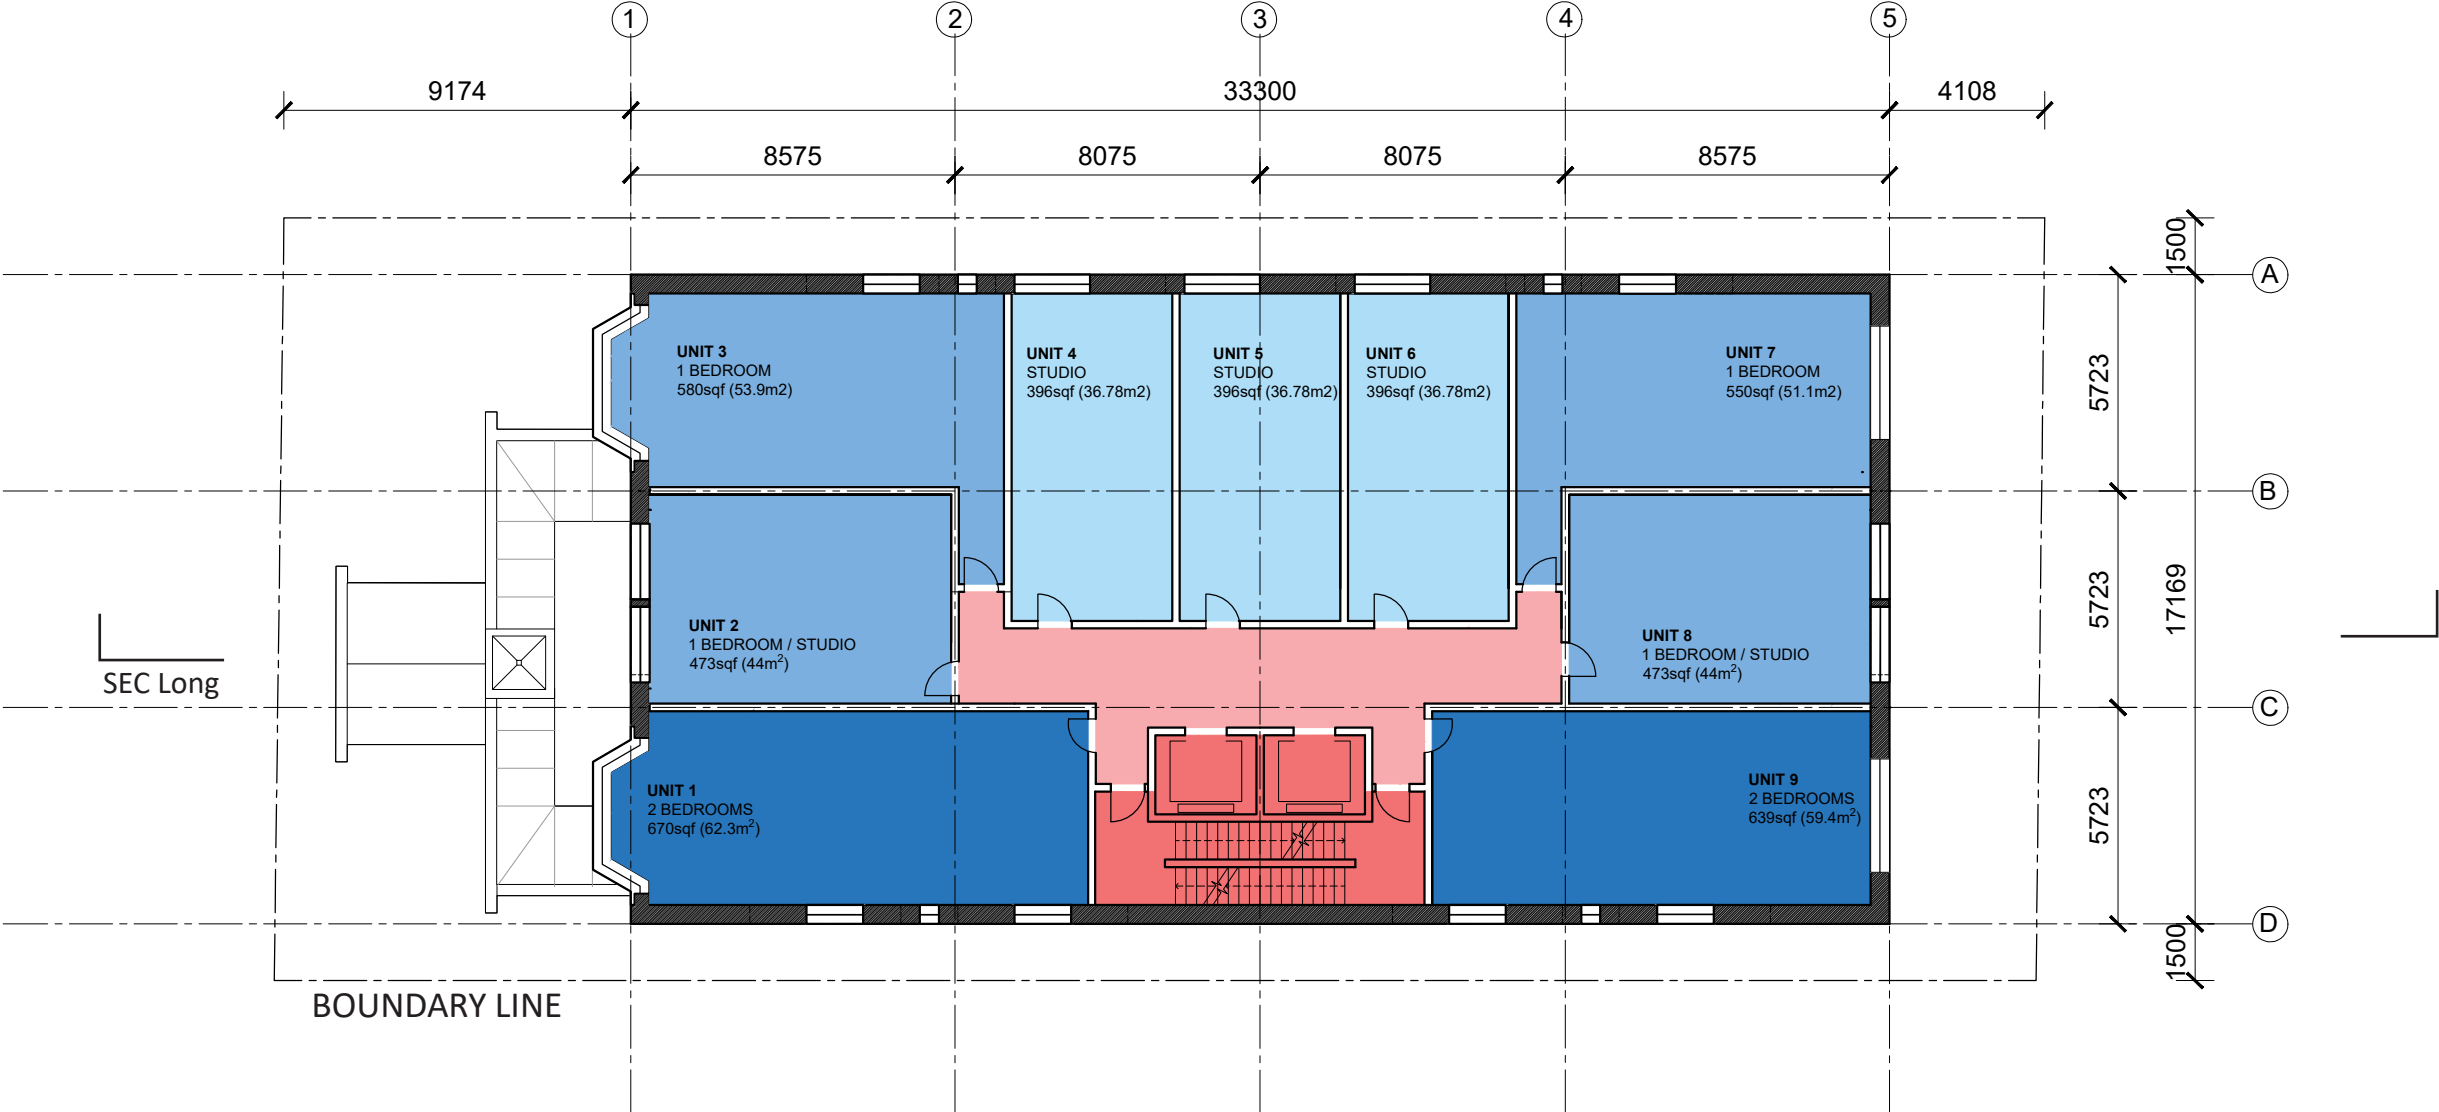 1 2 3 4 5
9174 33300 4108
8575 8075 8075 8575
1500
A
UNIT 3
1 BEDROOM
580sqf (53.9m2)
UNIT 4
STUDIO
396sqf (36.78m2)
UNIT 5
STUDIO
396sqf (36.78m2)
UNIT 6
STUDIO
396sqf (36.78m2)
UNIT 7
1 BEDROOM
550sqf (51.1m2)
5723
B
UNIT 2
1 BEDROOM / STUDIO
473sqf (44m²)
UNIT 8
1 BEDROOM / STUDIO
473sqf (44m²)
5723
17169
SEC Long
C
UNIT 1
2 BEDROOMS
670sqf (62.3m²)
UNIT 9
2 BEDROOMS
639sqf (59.4m²)
5723
D
1500
BOUNDARY LINE